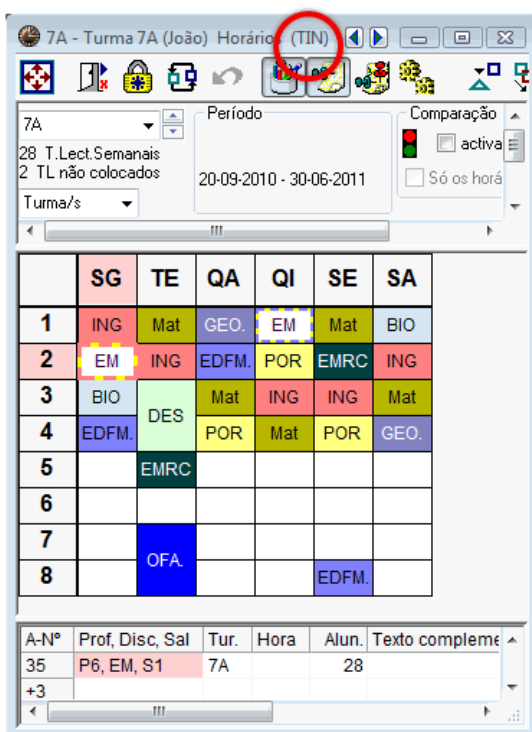 7A - Turma 7A (João) Horários (TIN)
7A
Período
Comparação
28 T.Lect.Semanais
activa
2 TL não colocados
20-09-2010 - 30-06-2011
Só os horá
Turma/s
SG TE QA QI SE SA
1 ING Mat GEO. EM Mat BIO
2 EM ING EDFM. POR EMRC ING
3 BIO DES Mat ING ING Mat
4 EDFM. POR Mat POR GEO.
5 EMRC
6
7 OFA.
8 EDFM.
A-Nº Prof, Disc, Sal Tur. Hora Alun. Texto compleme
35 P6, EM, S1 7A 28
+3